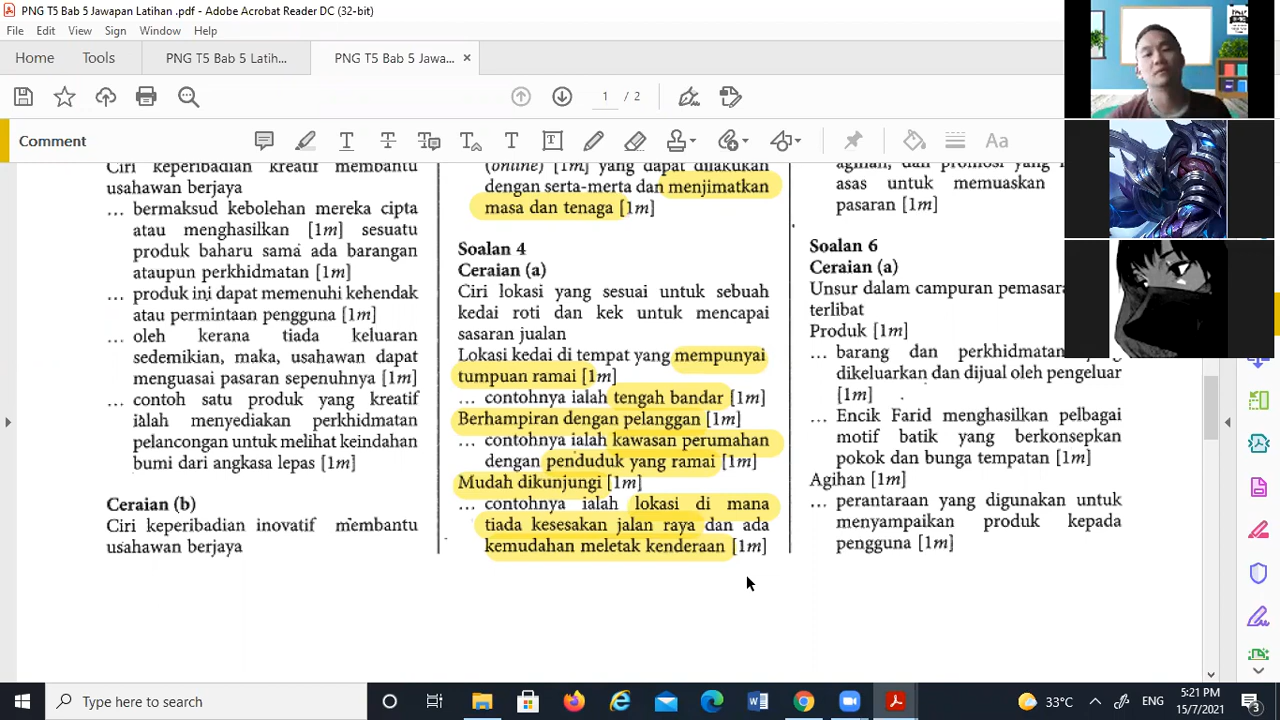 PNG T5 Bab 5 Jawapan Latihan .pdf - Adobe Acrobat Reader DC (32-bit)
File Edit View Sign Window Help
Home Tools PNG T5 Bab 5 Latih... PNG T5 Bab 5 Jawa... ×
1 / 2
Comment
Aa
Ciri keperibadian kreatif membantu
usahawan berjaya
... bermaksud kebolehan mereka cipta
atau menghasilkan [1m] sesuatu
produk baharu sama ada barangan
ataupun perkhidmatan [1m]
... produk ini dapat memenuhi kehendak
atau permintaan pengguna [1m]
... oleh kerana tiada keluaran
sedemikian, maka, usahawan dapat
menguasai pasaran sepenuhnya [1m]
... contoh satu produk yang kreatif
ialah menyediakan perkhidmatan
pelancongan untuk melihat keindahan
bumi dari angkasa lepas [1m]
Ceraian (b)
Ciri keperibadian inovatif membantu
usahawan berjaya
(online) [1m] yang dapat dilakukan
dengan serta-merta dan menjimatkan
masa dan tenaga [1m]
Soalan 4
Ceraian (a)
Ciri lokasi yang sesuai untuk sebuah
kedai roti dan kek untuk mencapai
sasaran jualan
Lokasi kedai di tempat yang mempunyai
tumpuan ramai [1m]
... contohnya ialah tengah bandar [1m]
Berhampiran dengan pelanggan [1m]
... contohnya ialah kawasan perumahan
dengan penduduk yang ramai [1m]
Mudah dikunjungi [1m]
... contohnya ialah lokasi di mana
tiada kesesakan jalan raya dan ada
kemudahan meletak kenderaan [1m]
agihan, dan promosi yang
asas untuk memuaskan
pasaran [1m]
Soalan 6
Ceraian (a)
Unsur dalam campuran pemasara
terlibat
Produk [1m]
... barang dan perkhidmatan
dikeluarkan dan dijual oleh pengeluar
[1m]
... Encik Farid menghasilkan pelbagai
motif batik yang berkonsepkan
pokok dan bunga tempatan [1m]
Agihan [1m]
... perantaraan yang digunakan untuk
menyampaikan produk kepada
pengguna [1m]
Type here to search
33°C ENG
5:21 PM
15/7/2021
3